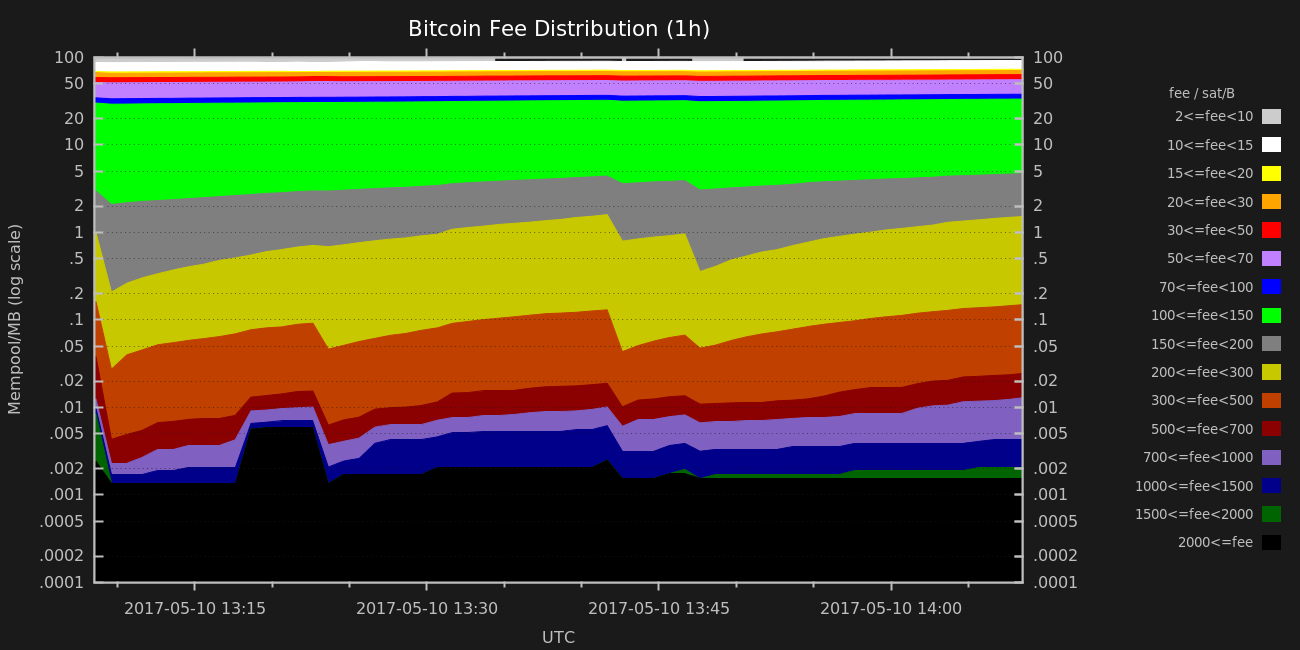 Bitcoin Fee Distribution (1h)
Mempool/MB (log scale)
100
50
20
10
5
2
1
.5
.2
.1
.05
.02
.01
.005
.002
.001
.0005
.0002
.0001
100
50
20
10
5
2
1
.5
.2
.1
.05
.02
.01
.005
.002
.001
.0005
.0002
.0001
2017-05-10 13:15
2017-05-10 13:30
2017-05-10 13:45
2017-05-10 14:00
UTC
fee / sat/B
2<=fee<10
10<=fee<15
15<=fee<20
20<=fee<30
30<=fee<50
50<=fee<70
70<=fee<100
100<=fee<150
150<=fee<200
200<=fee<300
300<=fee<500
500<=fee<700
700<=fee<1000
1000<=fee<1500
1500<=fee<2000
2000<=fee